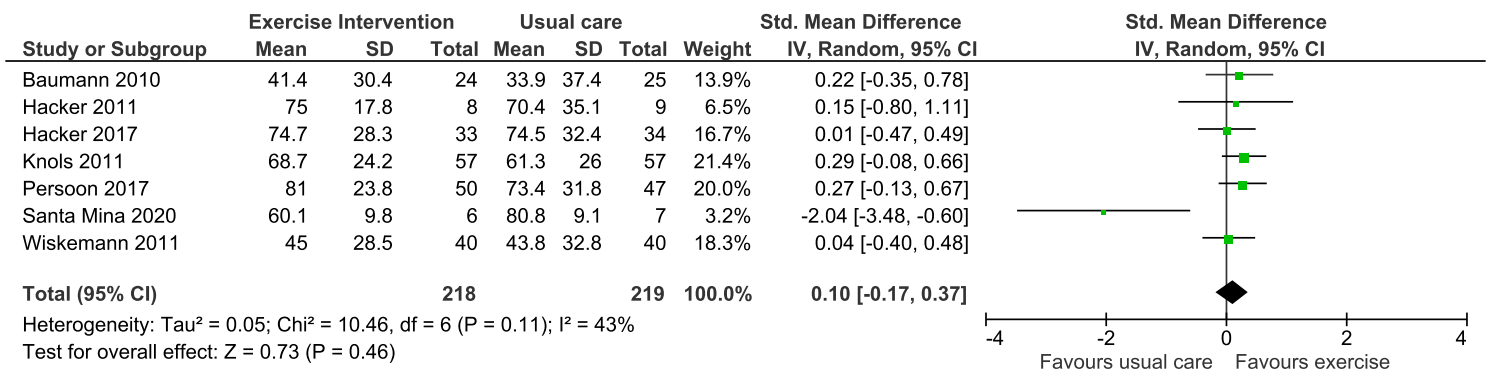 Exercise Intervention Usual care Std. Mean Difference Std. Mean Difference
Study or Subgroup Mean SD Total Mean SD Total Weight IV, Random, 95% CI IV, Random, 95% CI
Baumann 2010 41.4 30.4 24 33.9 37.4 25 13.9% 0.22 [-0.35, 0.78]
Hacker 2011 75 17.8 8 70.4 35.1 9 6.5% 0.15 [-0.80, 1.11]
Hacker 2017 74.7 28.3 33 74.5 32.4 34 16.7% 0.01 [-0.47, 0.49]
Knols 2011 68.7 24.2 57 61.3 26 57 21.4% 0.29 [-0.08, 0.66]
Persoon 2017 81 23.8 50 73.4 31.8 47 20.0% 0.27 [-0.13, 0.67]
Santa Mina 2020 60.1 9.8 6 80.8 9.1 7 3.2% -2.04 [-3.48, -0.60]
Wiskemann 2011 45 28.5 40 43.8 32.8 40 18.3% 0.04 [-0.40, 0.48]
Total (95% CI) 218 219 100.0% 0.10 [-0.17, 0.37]
Heterogeneity: Tau² = 0.05; Chi² = 10.46, df = 6 (P = 0.11); I² = 43%
Test for overall effect: Z = 0.73 (P = 0.46)
-4 -2 0 2 4
Favours usual care Favours exercise